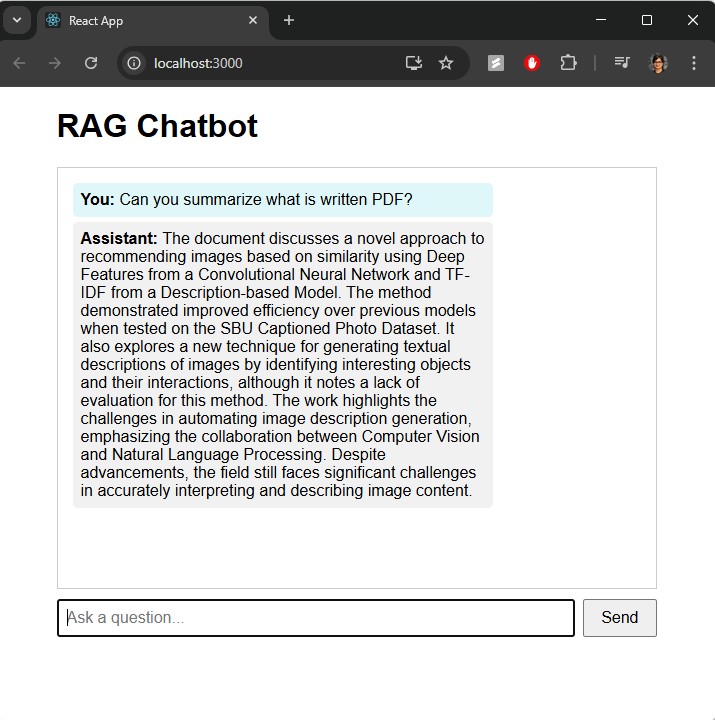 React App
localhost:3000
RAG Chatbot
You: Can you summarize what is written PDF?
Assistant: The document discusses a novel approach to
recommending images based on similarity using Deep
Features from a Convolutional Neural Network and TF-
IDF from a Description-based Model. The method
demonstrated improved efficiency over previous models
when tested on the SBU Captioned Photo Dataset. It
also explores a new technique for generating textual
descriptions of images by identifying interesting objects
and their interactions, although it notes a lack of
evaluation for this method. The work highlights the
challenges in automating image description generation,
emphasizing the collaboration between Computer Vision
and Natural Language Processing. Despite
advancements, the field still faces significant challenges
in accurately interpreting and describing image content.
Ask a question...
Send